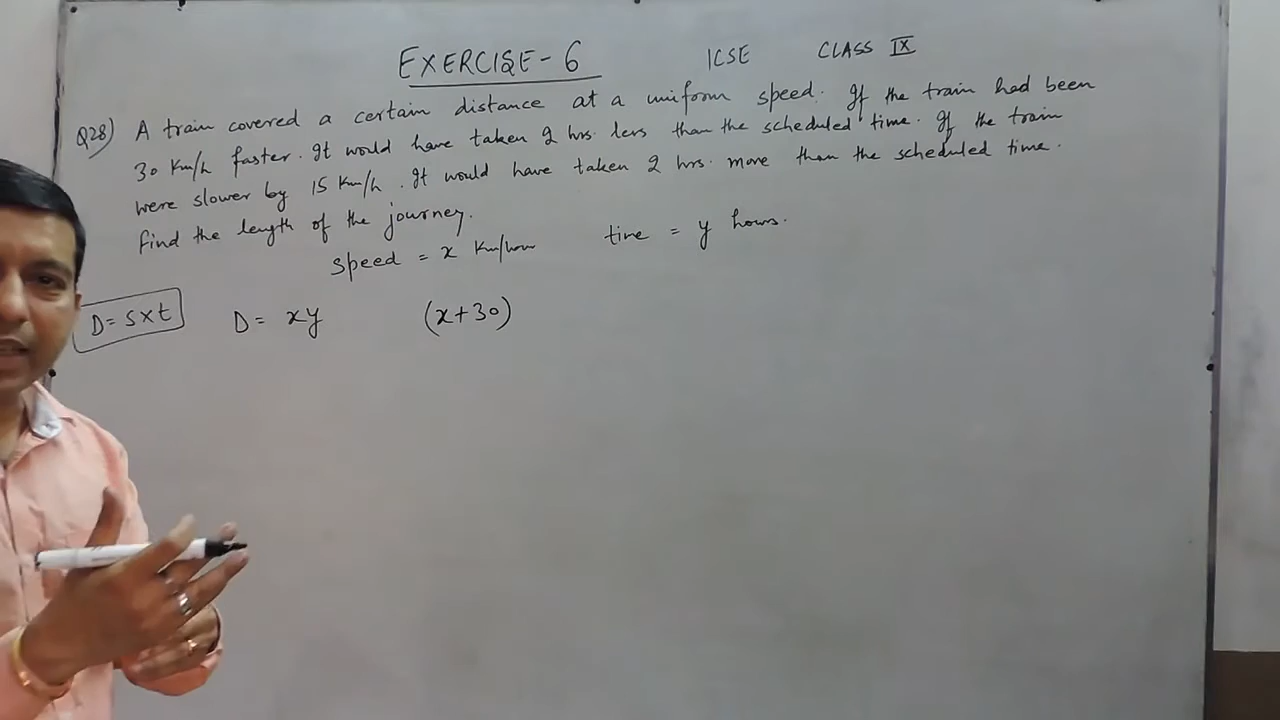 EXERCISE-6 ICSE CLASS IX
Q28) A train covered a certain distance at a uniform speed. If the train had been
30 Km/h faster. It would have taken 2 hrs. less than the scheduled time. If the train
were slower by 15 Km/h. It would have taken 2 hrs. more than the scheduled time.
Find the length of the journey.
Speed = x Km/hour time = y hours.
D = S×t D = xy (x+30)